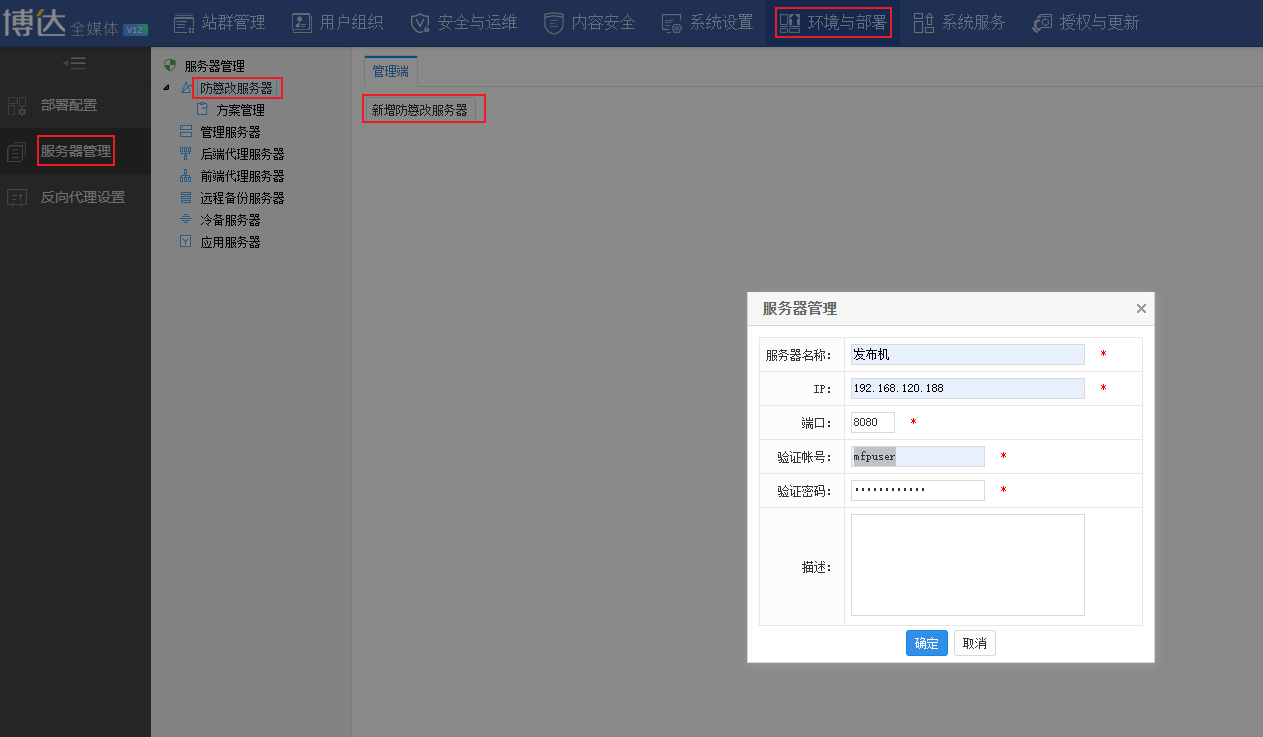 博达 全媒体 V12
站群管理 用户组织 安全与运维 内容安全 系统设置 环境与部署 系统服务 授权与更新
部署配置
服务器管理
反向代理设置
服务器管理
防篡改服务器
方案管理
管理服务器
后端代理服务器
前端代理服务器
远程备份服务器
冷备服务器
应用服务器
管理端
新增防篡改服务器
服务器管理 ×
服务器名称： 发布机 *
IP： 192.168.120.188 *
端口： 8080 *
验证帐号： mfpuser *
验证密码： ············ *
描述：
确定 取消